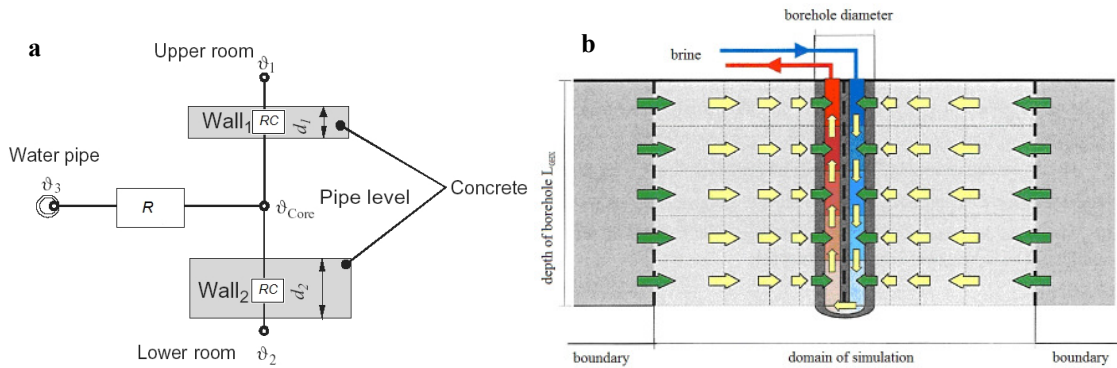 a
Upper room
ϑ1
Wall1
RC
d1
Water pipe
ϑ3
R
ϑCore
Pipe level
Concrete
Wall2
RC
d2
Lower room
ϑ2
b
borehole diameter
brine
depth of borehole LGHX
boundary
domain of simulation
boundary